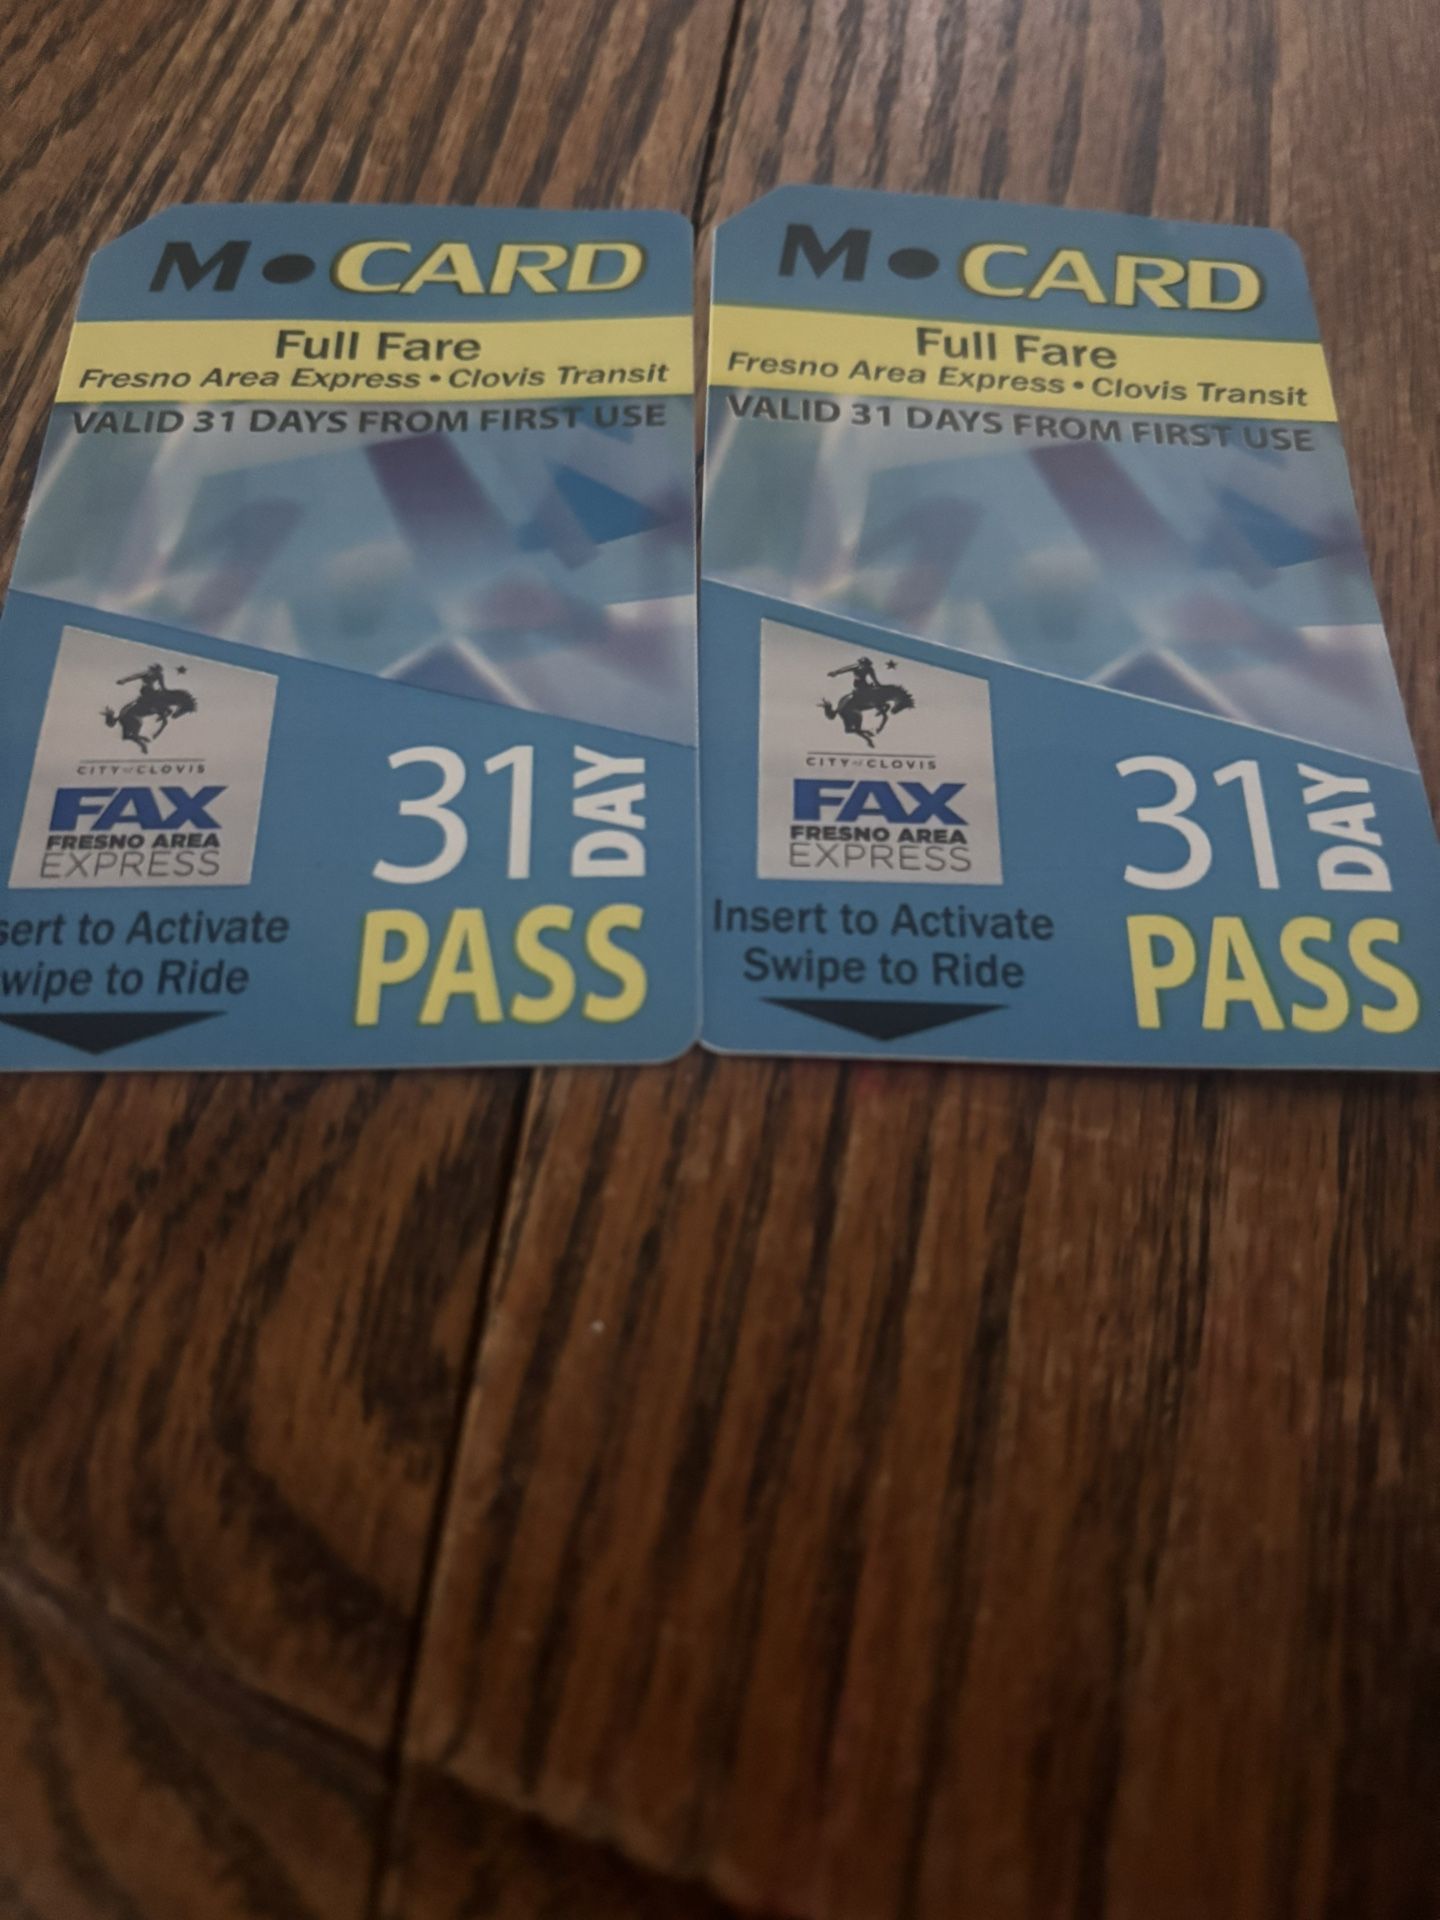 M•CARD
Full Fare
Fresno Area Express • Clovis Transit
VALID 31 DAYS FROM FIRST USE
CITY of CLOVIS
FAX
FRESNO AREA
EXPRESS
31 DAY
PASS
sert to Activate
wipe to Ride
M•CARD
Full Fare
Fresno Area Express • Clovis Transit
VALID 31 DAYS FROM FIRST USE
CITY of CLOVIS
FAX
FRESNO AREA
EXPRESS
31 DAY
PASS
Insert to Activate
Swipe to Ride